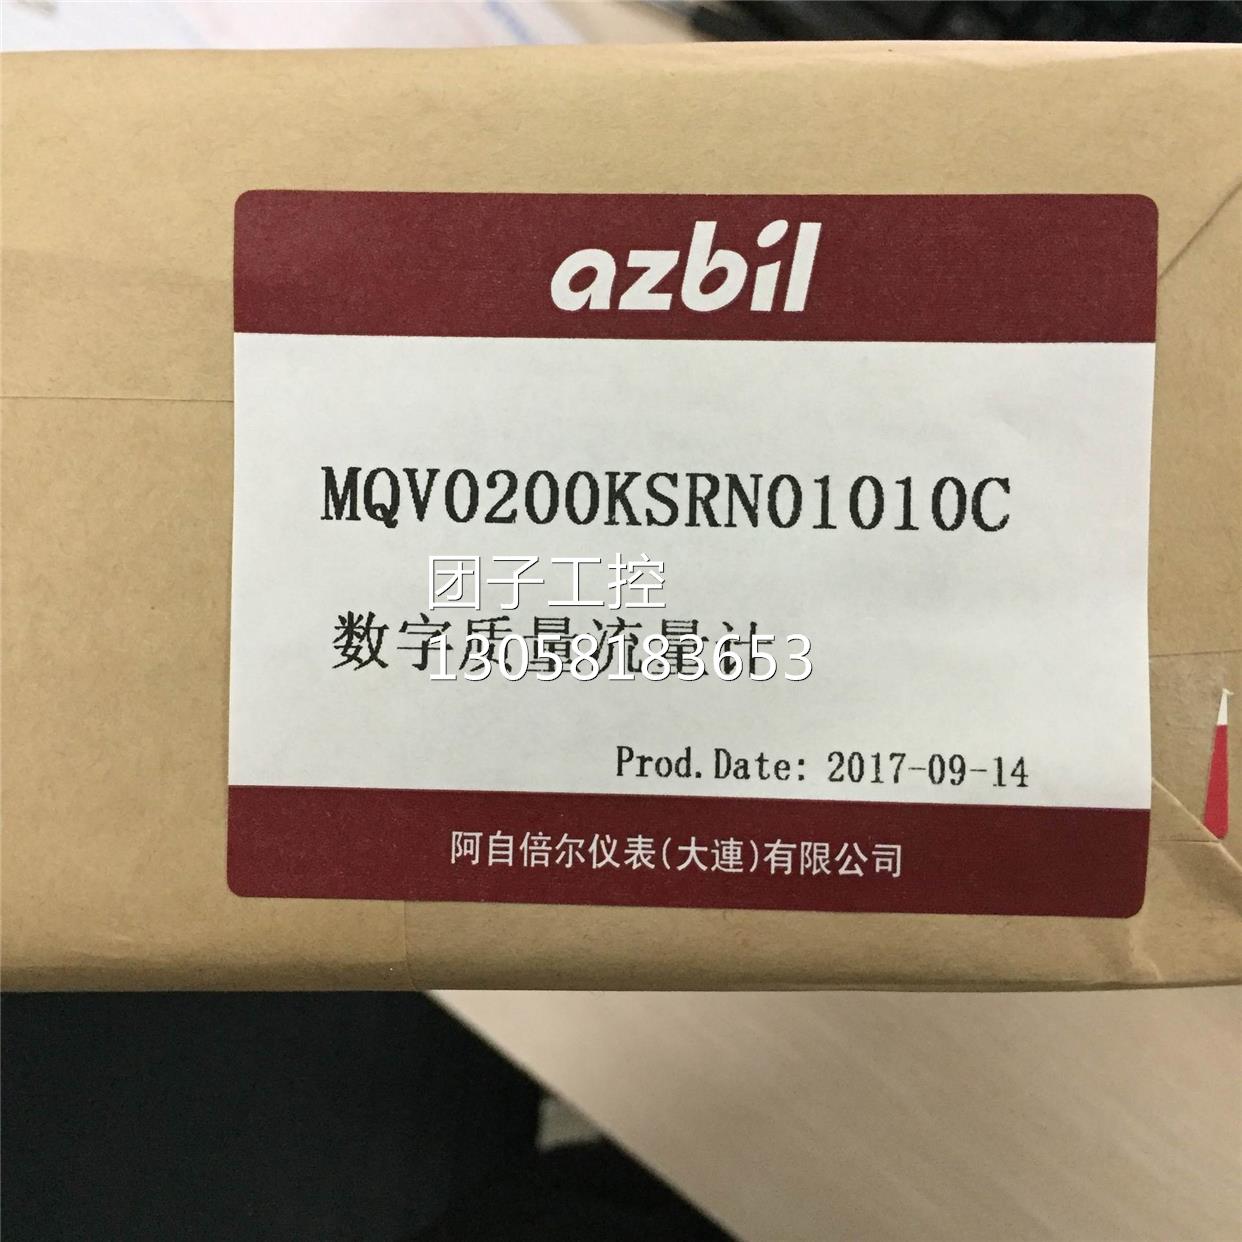 azbil
MQV0200KSRN01010C
团子工控
数字质量流量计
13058183653
Prod.Date: 2017-09-14
阿自倍尔仪表(大連)有限公司